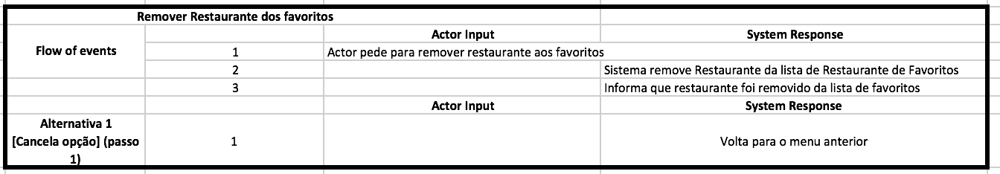 Remover Restaurante dos favoritos
Actor Input System Response
Flow of events
1 Actor pede para remover restaurante aos favoritos
2 Sistema remove Restaurante da lista de Restaurante de Favoritos
3 Informa que restaurante foi removido da lista de favoritos
Actor Input System Response
Alternativa 1
[Cancela opção] (passo
1)
1 Volta para o menu anterior